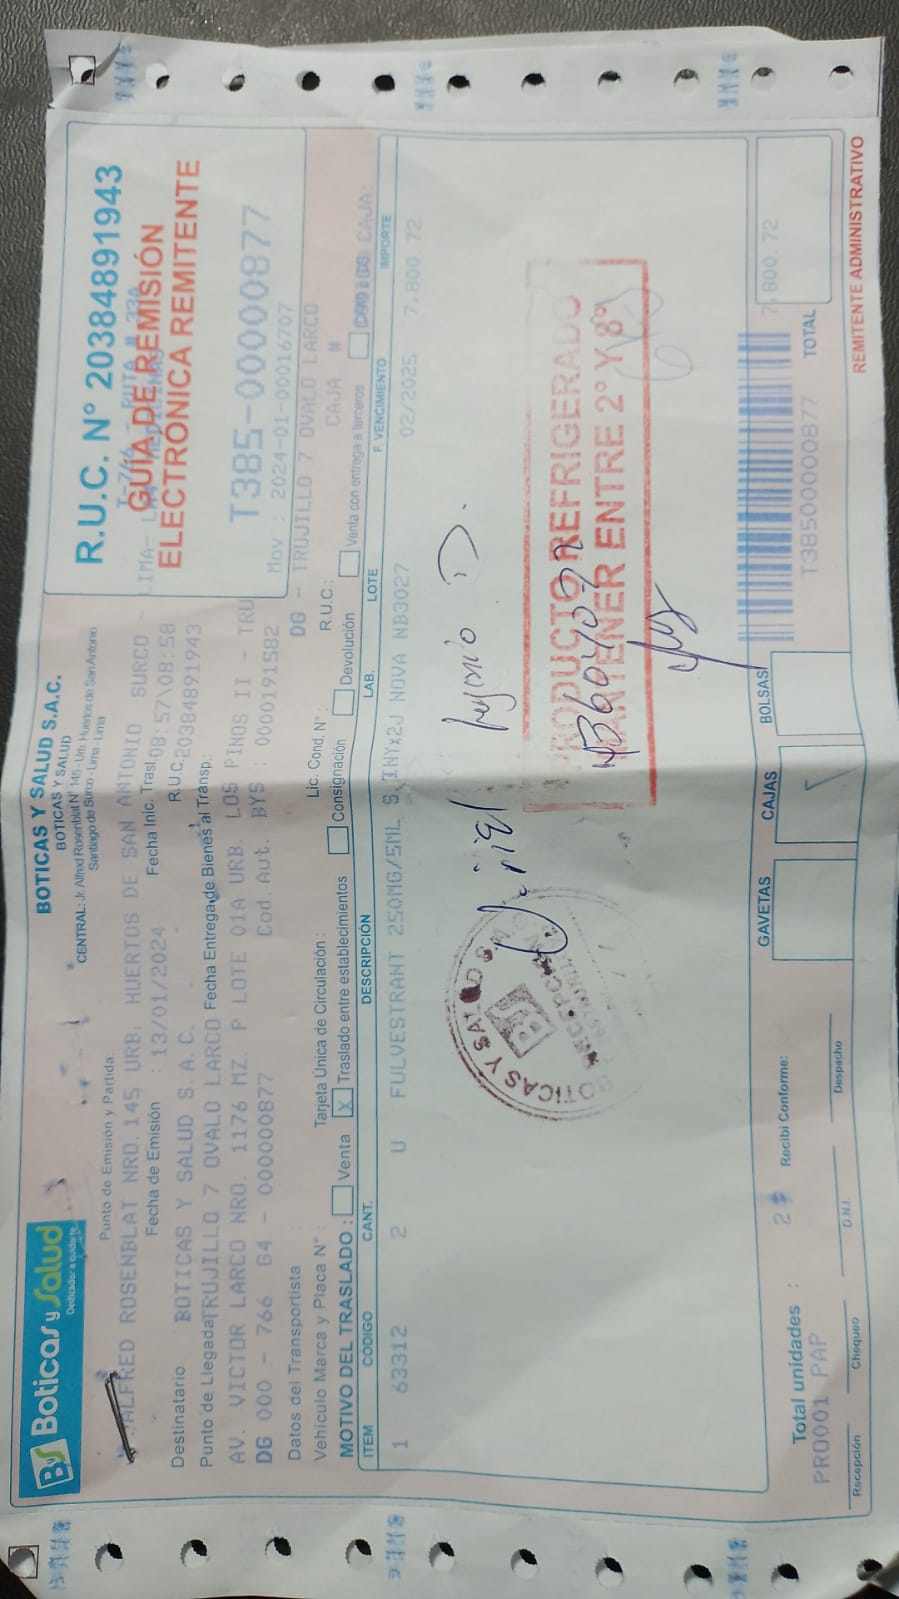 BS Boticas y Salud
Dedicados a cuidarte
BOTICAS Y SALUD S.A.C.
BOTICAS Y SALUD
CENTRAL: Jr. Alfred Rosenblat N° 145 - Urb. Huertos de San Antonio
Santiago de Surco - Lima - Lima
R.U.C. N° 20384891943
GUÍA DE REMISIÓN
ELECTRÓNICA REMITENTE
T385-00000877
Mov : 2024-01-00016707
Punto de Emisión y Partida
ALFRED ROSENBLAT NRO.145 URB. HUERTOS DE SAN ANTONIO SURCO - LIMA-
Fecha de Emisión : 13/01/2024 Fecha Inic. Trasl. 08:57\08:58
Destinatario BOTICAS Y SALUD S.A.C. R.U.C. 20384891943
Punto de Llegada TRUJILLO 7 OVALO LARCO Fecha Entrega de Bienes al Transp.:
AV. VICTOR LARCO NRO. 1176 MZ. P LOTE 01A URB. LOS PINOS II - TRU
DG 000 - 766 G4 - 00000877 Cod.Aut. BYS : 0000191582
Datos del Transportista : DG - TRUJILLO 7 OVALO LARCO
Vehículo Marca y Placa N° : Tarjeta Única de Circulación : Lic. Cond. N° : R.U.C.: CAJA #
MOTIVO DEL TRASLADO : Venta X Traslado entre establecimientos Consignación Devolución Venta con entrega a terceros CAJA:
ITEM CODIGO CANT. DESCRIPCIÓN LAB. LOTE F. VENCIMIENTO IMPORTE
1 63312 2 U FULVESTRANT 250MG/5ML S.INYx2J NOVA NB3027 02/2025 7,800.72
BOTICAS Y SALUD S.A.C.
BS
PRODUCTO REFRIGERADO
MANTENER ENTRE 2° Y 8°
43604092
GAVETAS CAJAS BOLSAS
T38500000877 TOTAL 7,800.72
Total unidades : 2 Recibí Conforme:
PRO001 PAP
Recepción Chequeo D.N.I. Despacho
REMITENTE ADMINISTRATIVO